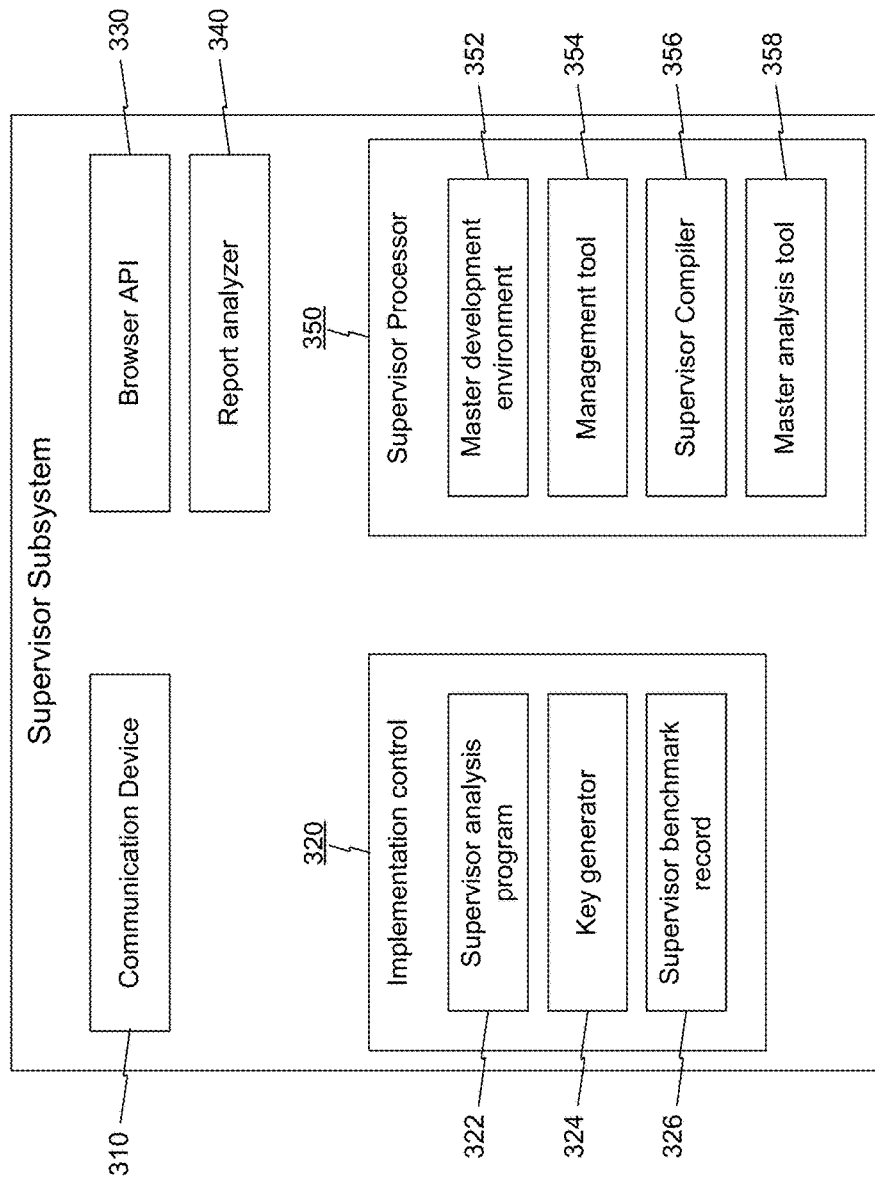 Supervisor Subsystem
310
Communication Device
Browser API
330
Report analyzer
340
320
Implementation control
322
Supervisor analysis
program
324
Key generator
326
Supervisor benchmark
record
350
Supervisor Processor
Master development
environment
352
Management tool
354
Supervisor Compiler
356
Master analysis tool
358